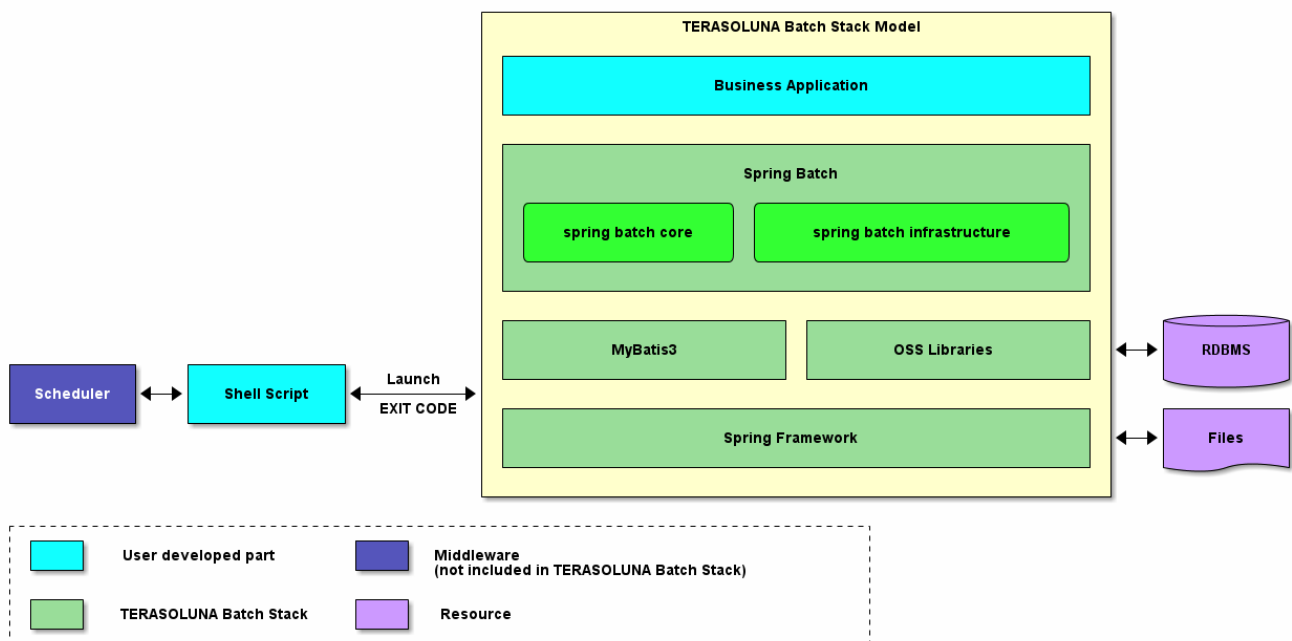 TERASOLUNA Batch Stack Model
Business Application
Spring Batch
spring batch core
spring batch infrastructure
MyBatis3
OSS Libraries
RDBMS
Scheduler
Shell Script
Launch
EXIT CODE
Spring Framework
Files
User developed part
Middleware
(not included in TERASOLUNA Batch Stack)
TERASOLUNA Batch Stack
Resource